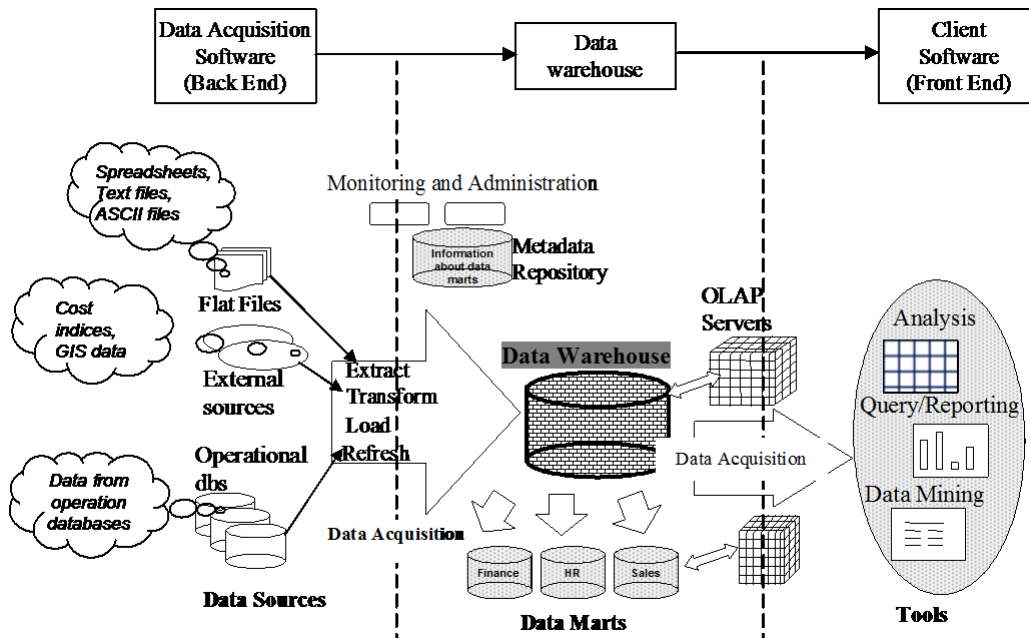 Data Acquisition
Software
(Back End)
Data
warehouse
Client
Software
(Front End)
Spreadsheets,
Text files,
ASCII files
Monitoring and Administration
Information
about data
marts
Metadata
Repository
Flat Files
Cost
indices,
GIS data
External
sources
Extract
Transform
Load
Refresh
Data Warehouse
OLAP
Servers
Analysis
Query/Reporting
Data Mining
Data Acquisition
Operational
dbs
Data from
operation
databases
Data Acquisition
Finance
HR
Sales
Data Sources
Data Marts
Tools